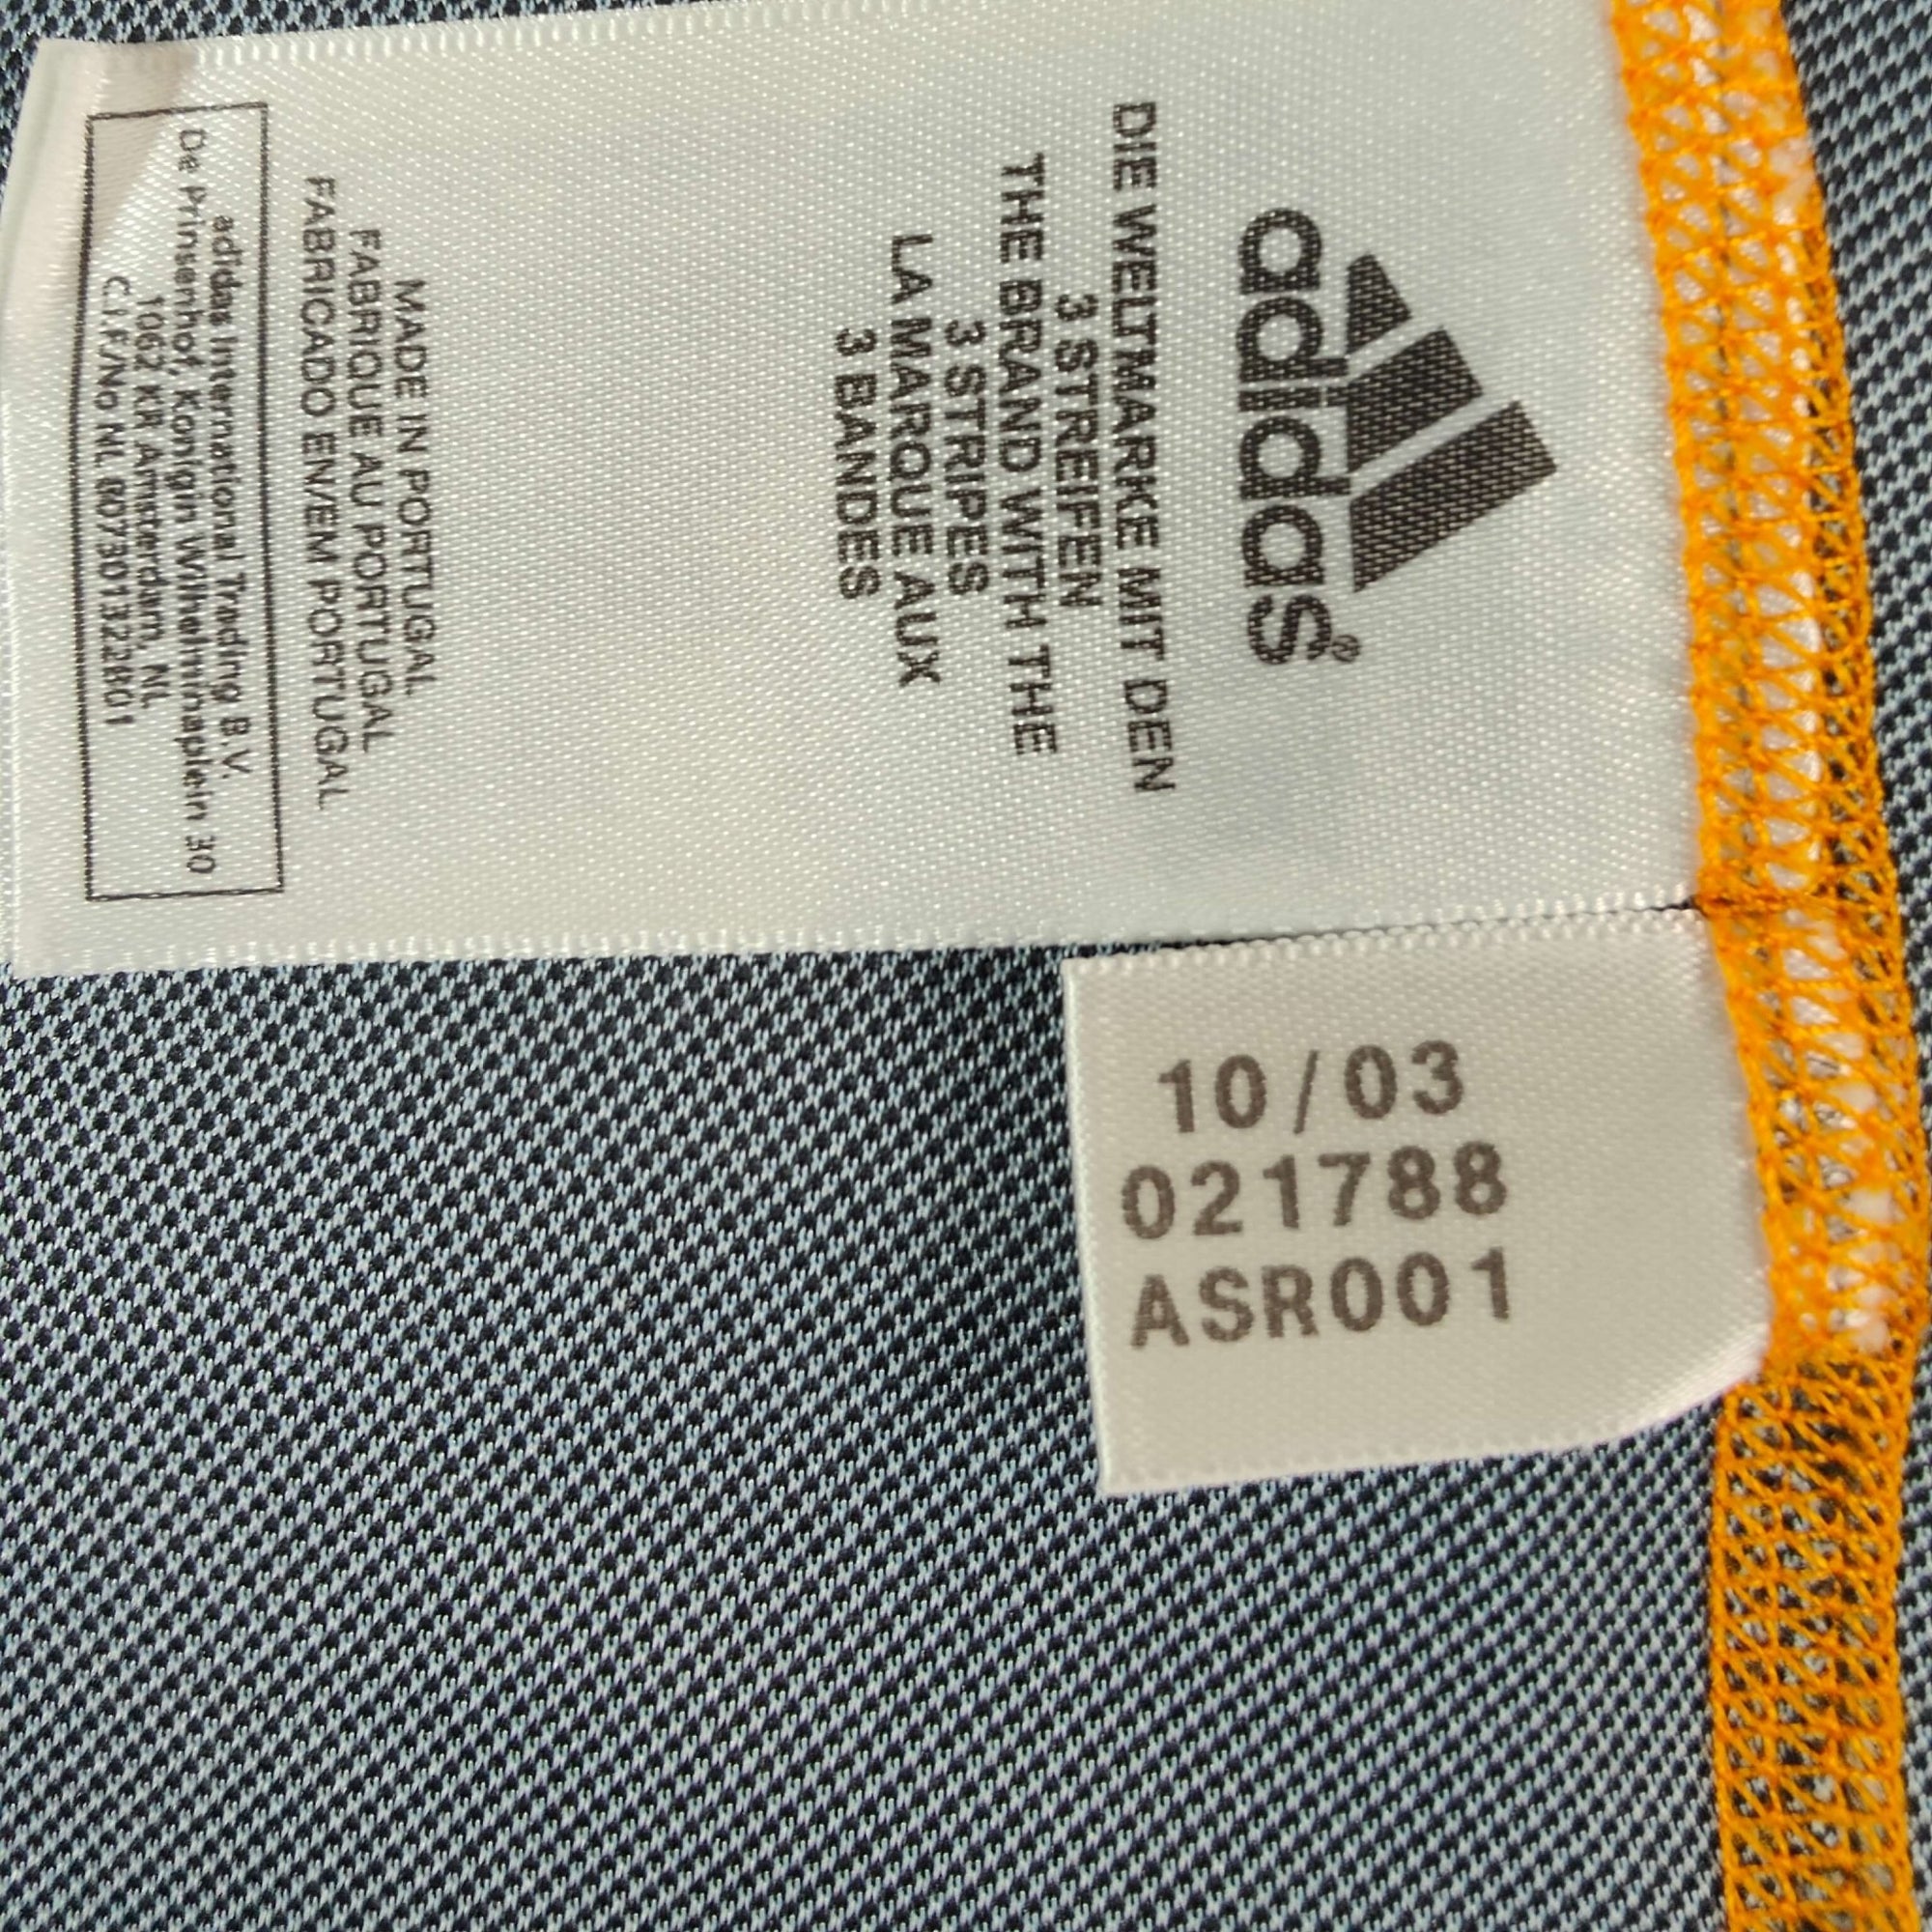 adidas®
DIE WELTMARKE MIT DEN
3 STREIFEN
THE BRAND WITH THE
3 STRIPES
LA MARQUE AUX
3 BANDES
MADE IN PORTUGAL
FABRIQUE AU PORTUGAL
FABRICADO EN/EM PORTUGAL
adidas International Trading B.V.
De Prinsenhof, Konigin Wilhelminaplein 30
1062 KR Amsterdam, NL
C.I.F/No NL 007301322B01
10/03
021788
ASR001